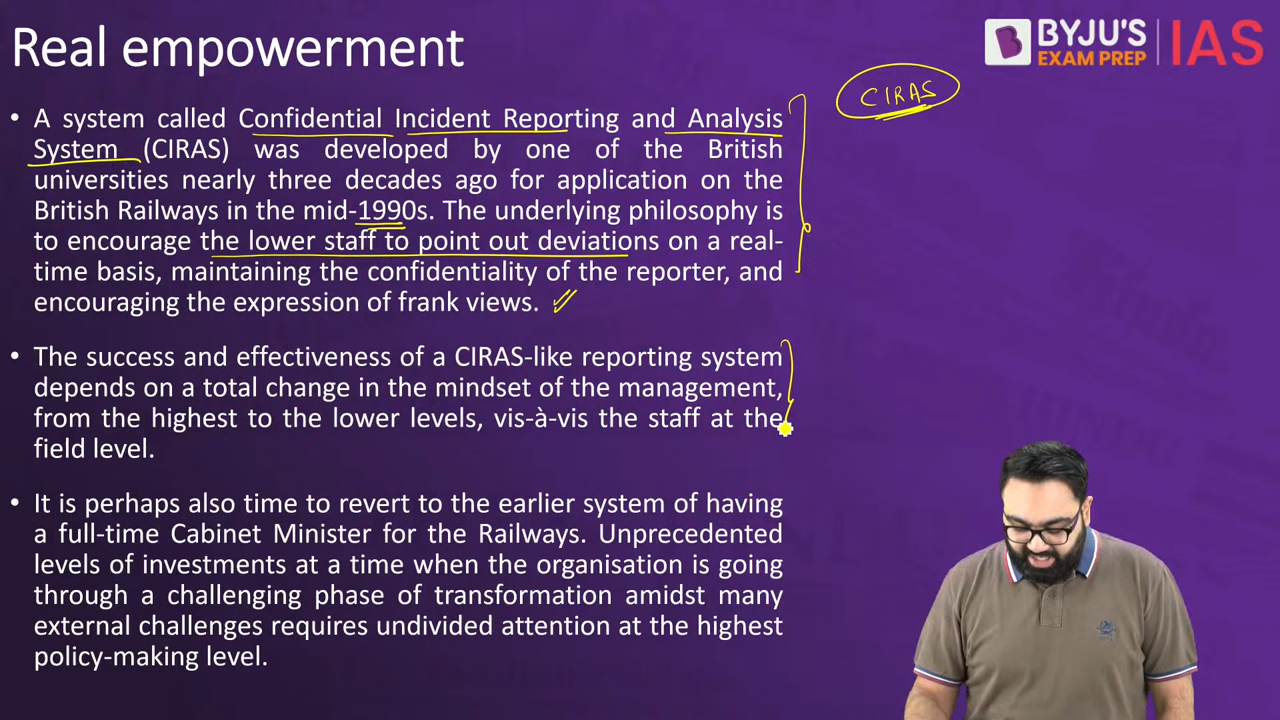 Real empowerment
BYJU'S
EXAM PREP
IAS
CIRAS
• A system called Confidential Incident Reporting and Analysis
System (CIRAS) was developed by one of the British
universities nearly three decades ago for application on the
British Railways in the mid-1990s. The underlying philosophy is
to encourage the lower staff to point out deviations on a real-
time basis, maintaining the confidentiality of the reporter, and
encouraging the expression of frank views.
• The success and effectiveness of a CIRAS-like reporting system
depends on a total change in the mindset of the management,
from the highest to the lower levels, vis-à-vis the staff at the
field level.
• It is perhaps also time to revert to the earlier system of having
a full-time Cabinet Minister for the Railways. Unprecedented
levels of investments at a time when the organisation is going
through a challenging phase of transformation amidst many
external challenges requires undivided attention at the highest
policy-making level.